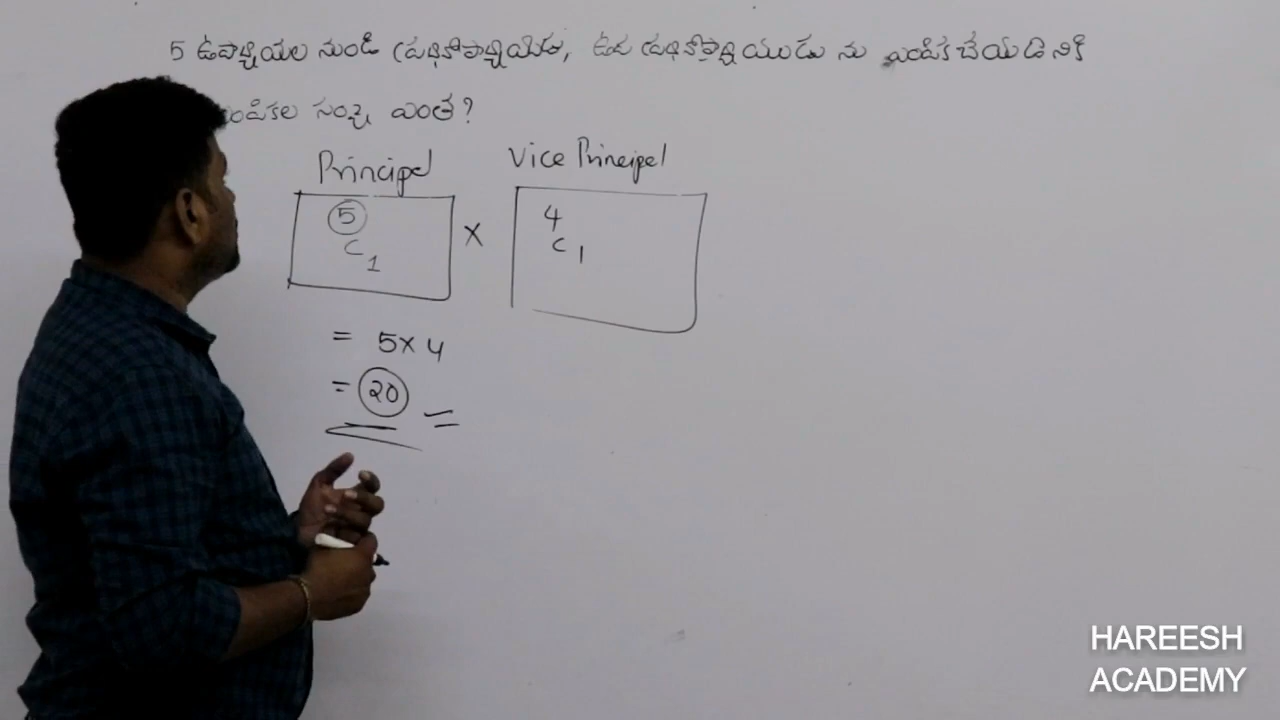 5 ఉపాధ్యాయుల నుండి ప్రధానోపాధ్యాయుడు, ఉప ప్రధానోపాధ్యాయుడు ను ఎంపిక చేయడానికి
ఎంపికల సంఖ్య ఎంత?
Principal
Vice Principal
5
C
1
×
4
C
1
= 5×4
= 20
HAREESH
ACADEMY